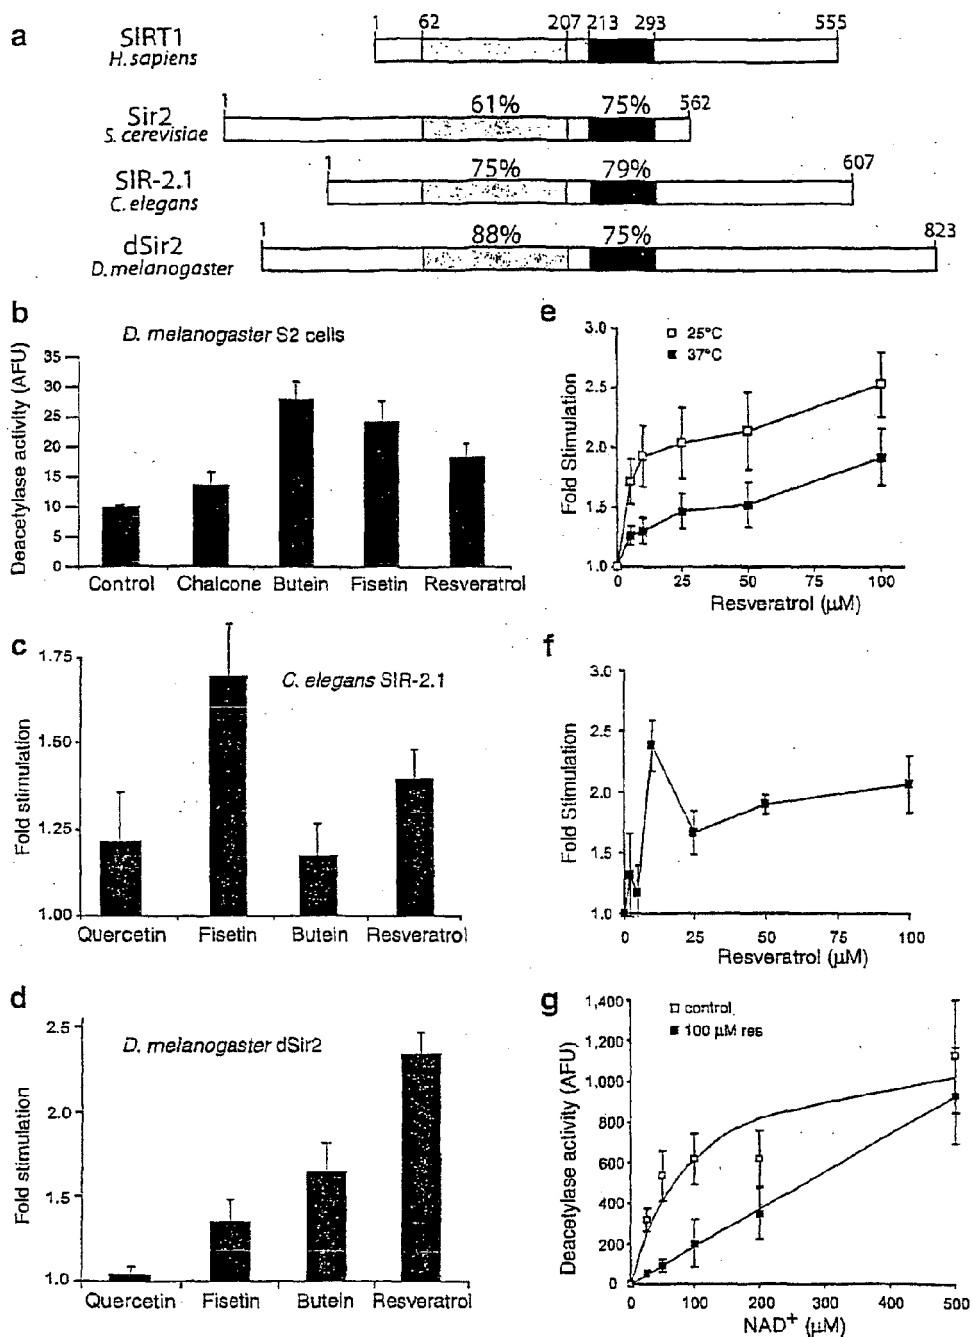 a
SIRT1
H. sapiens
1 62 207 213 293 555
Sir2
S. cerevisiae
1 61% 75% 562
SIR-2.1
C. elegans
1 75% 79% 607
dSir2
D. melanogaster
1 88% 75% 823
b
D. melanogaster S2 cells
Deacetylase activity (AFU)
35
30
25
20
15
10
5
0
Control Chalcone Butein Fisetin Resveratrol
c
C. elegans SIR-2.1
Fold stimulation
1.75
1.50
1.25
1.00
Quercetin Fisetin Butein Resveratrol
d
D. melanogaster dSir2
Fold stimulation
2.5
2.0
1.5
1.0
Quercetin Fisetin Butein Resveratrol
e
25°C
37°C
Fold Stimulation
3.0
2.5
2.0
1.5
1.0
0 25 50 75 100
Resveratrol (μM)
f
Fold Stimulation
3.0
2.5
2.0
1.5
1.0
0 25 50 75 100
Resveratrol (μM)
g
control
100 μM res
Deacetylase activity (AFU)
1,400
1,200
1.000
800
600
400
200
0
0 100 200 300 400 500
NAD+ (μM)